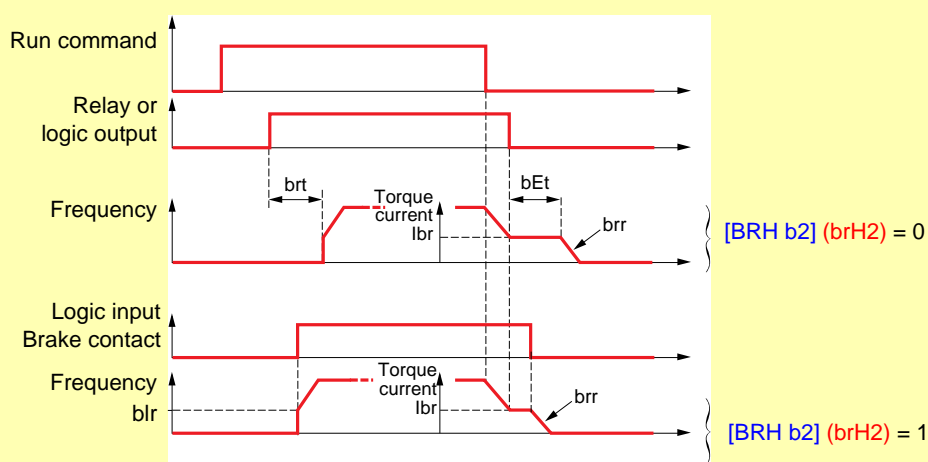 Run command
Relay or
logic output
brt
bEt
Frequency
Torque
current
Ibr
brr
[BRH b2] (brH2) = 0
Logic input
Brake contact
Frequency
bIr
Torque
current
Ibr
brr
[BRH b2] (brH2) = 1